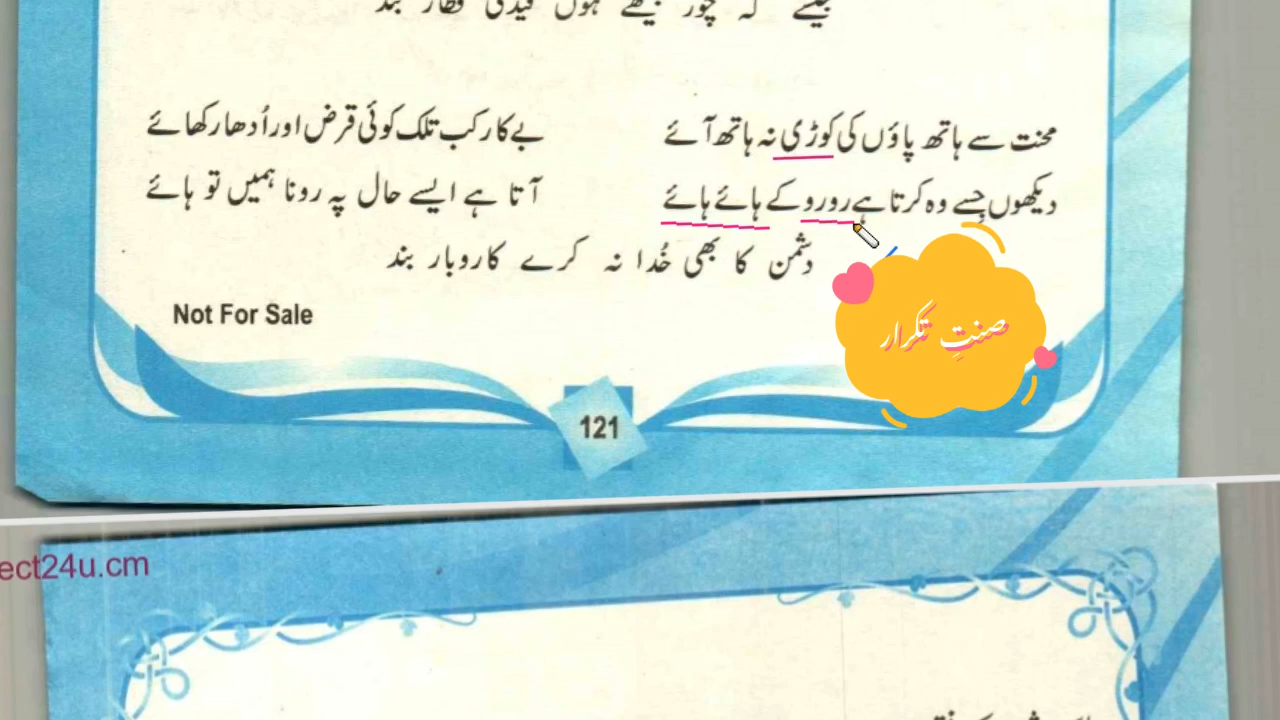 محنت سے ہاتھ پاؤں کی کوڑی نہ ہاتھ آئے بے کار کب تلک کوئی قرض اور اُدھار کھائے
دیکھوں جِسے وہ کرتا ہے رو رو کے ہائے ہائے آتا ہے ایسے حال پہ رونا ہمیں تو ہائے
دشمن کا بھی خُدا نہ کرے کاروبار بند
صنتِ تکرار
Not For Sale
121
ect24u.cm